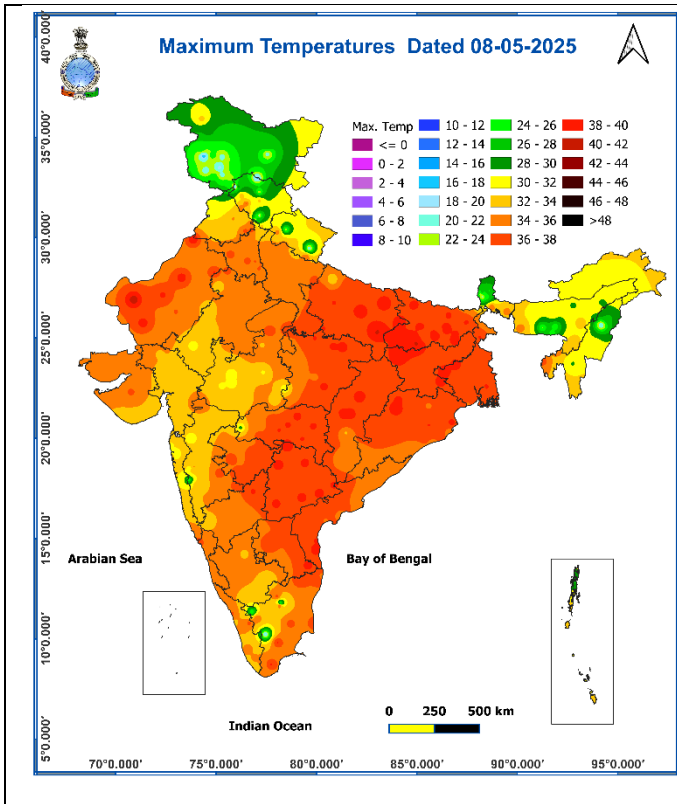 Maximum Temperatures Dated 08-05-2025
Max. Temp
<= 0
0 - 2
2 - 4
4 - 6
6 - 8
8 - 10
10 - 12
12 - 14
14 - 16
16 - 18
18 - 20
20 - 22
22 - 24
24 - 26
26 - 28
28 - 30
30 - 32
32 - 34
34 - 36
36 - 38
38 - 40
40 - 42
42 - 44
44 - 46
46 - 48
>48
40°0.000'
35°0.000'
30°0.000'
25°0.000'
20°0.000'
15°0.000'
10°0.000'
5°0.000'
Arabian Sea
Bay of Bengal
Indian Ocean
0 250 500 km
70°0.000' 75°0.000' 80°0.000' 85°0.000' 90°0.000' 95°0.000'